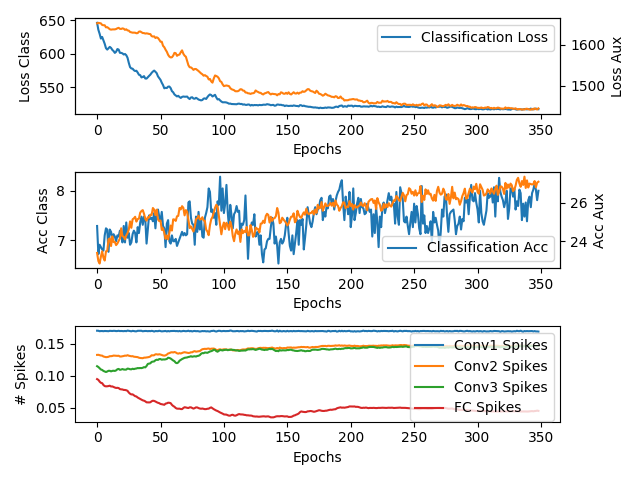 650
600
550
Loss Class
1600
1500
Loss Aux
Classification Loss
0 50 100 150 200 250 300 350
Epochs
8
7
Acc Class
26
24
Acc Aux
Classification Acc
0 50 100 150 200 250 300 350
Epochs
0.15
0.10
0.05
# Spikes
Conv1 Spikes
Conv2 Spikes
Conv3 Spikes
FC Spikes
0 50 100 150 200 250 300 350
Epochs